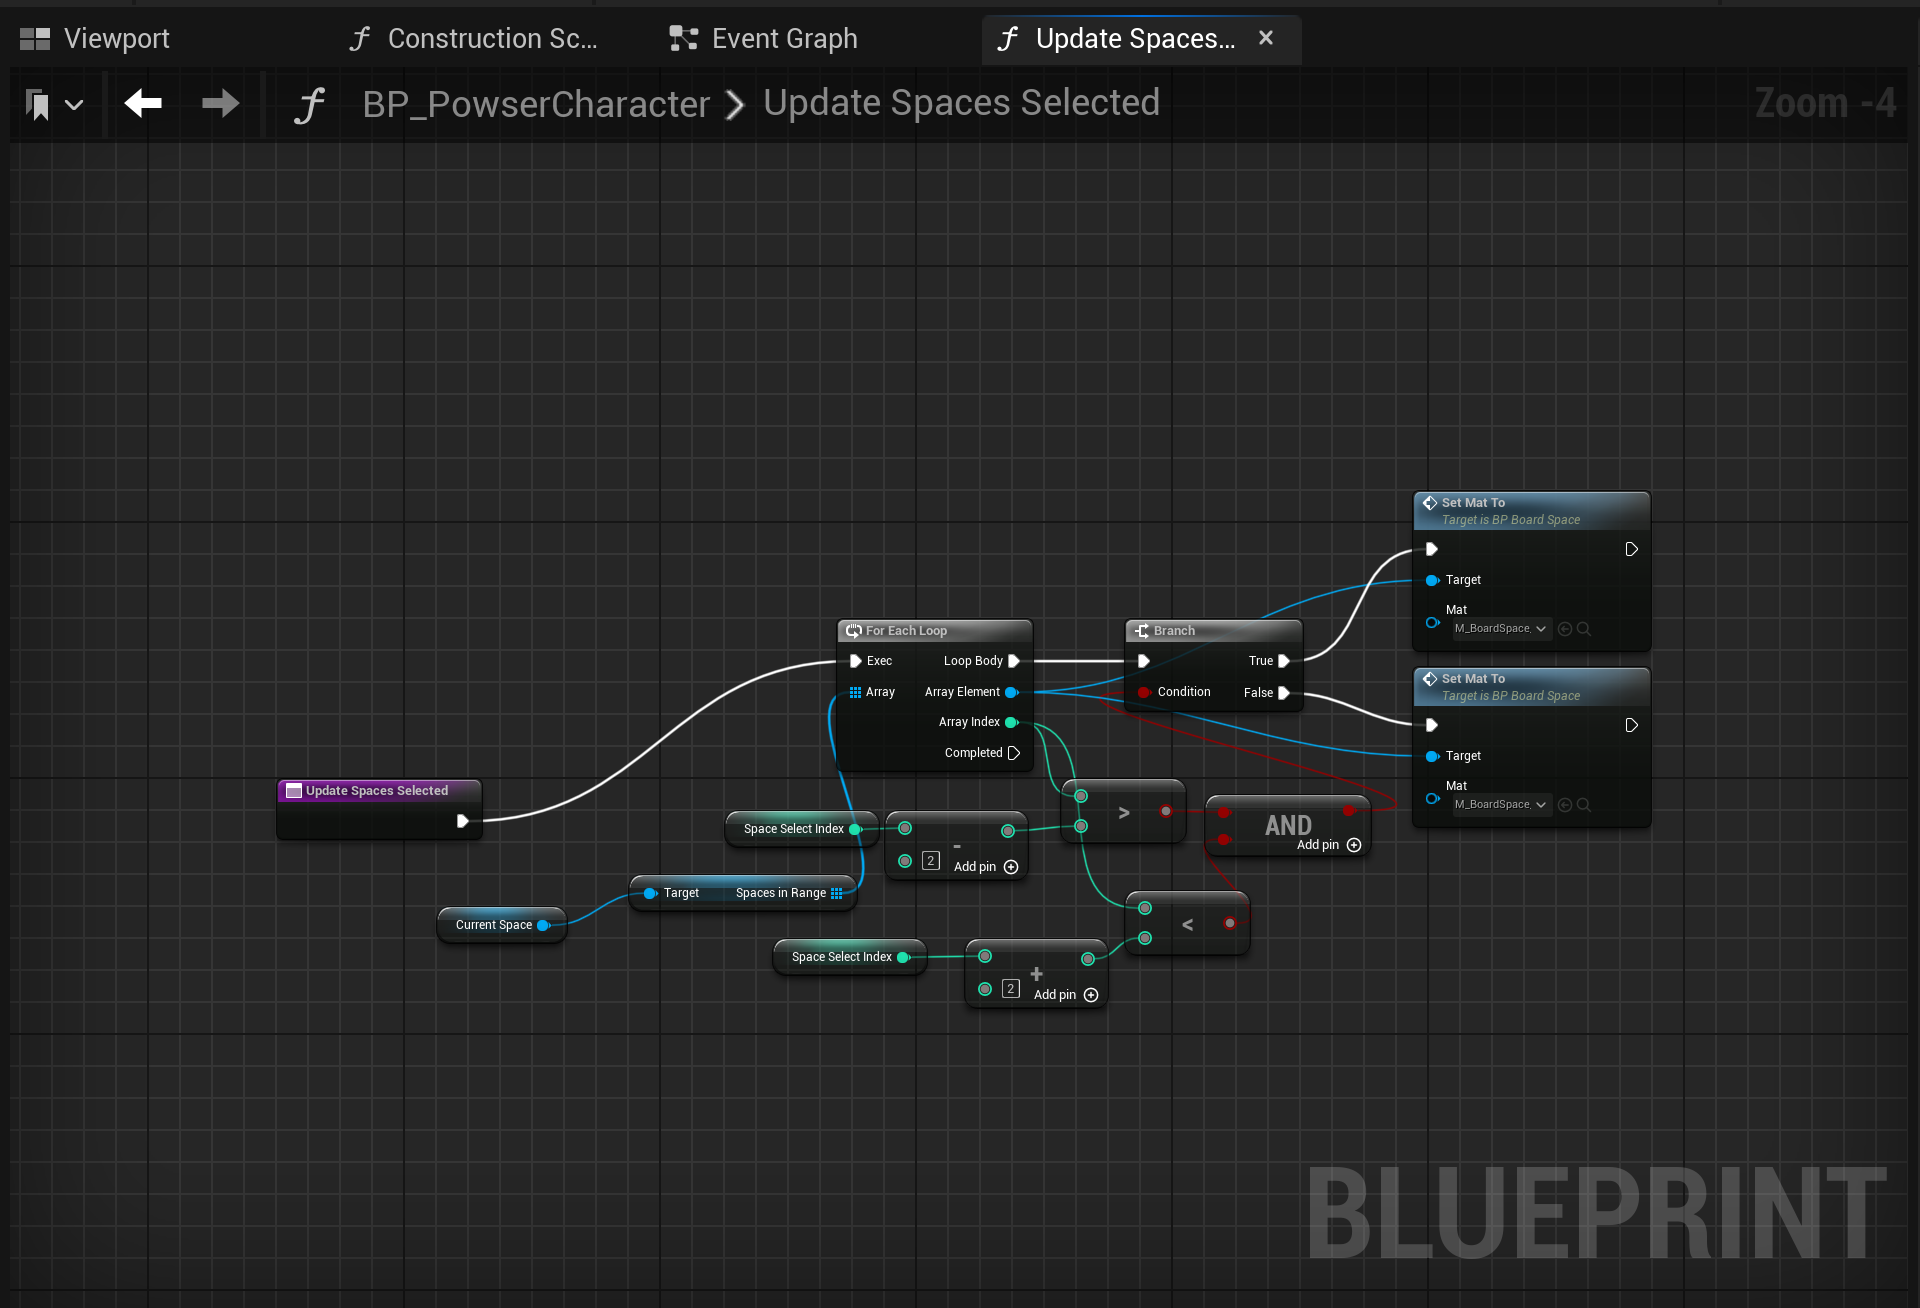 Viewport
Construction Sc...
Event Graph
Update Spaces...
BP_PowserCharacter > Update Spaces Selected
Zoom -4
Set Mat To
Target is BP Board Space
Target
Mat
M_BoardSpace_
For Each Loop
Exec
Loop Body
Array
Array Element
Array Index
Completed
Branch
True
Condition
False
Set Mat To
Target is BP Board Space
Target
Mat
M_BoardSpace_
Update Spaces Selected
Space Select Index
-
2
Add pin
>
AND
Add pin
Target
Spaces in Range
Current Space
<
Space Select Index
+
2
Add pin
BLUEPRINT